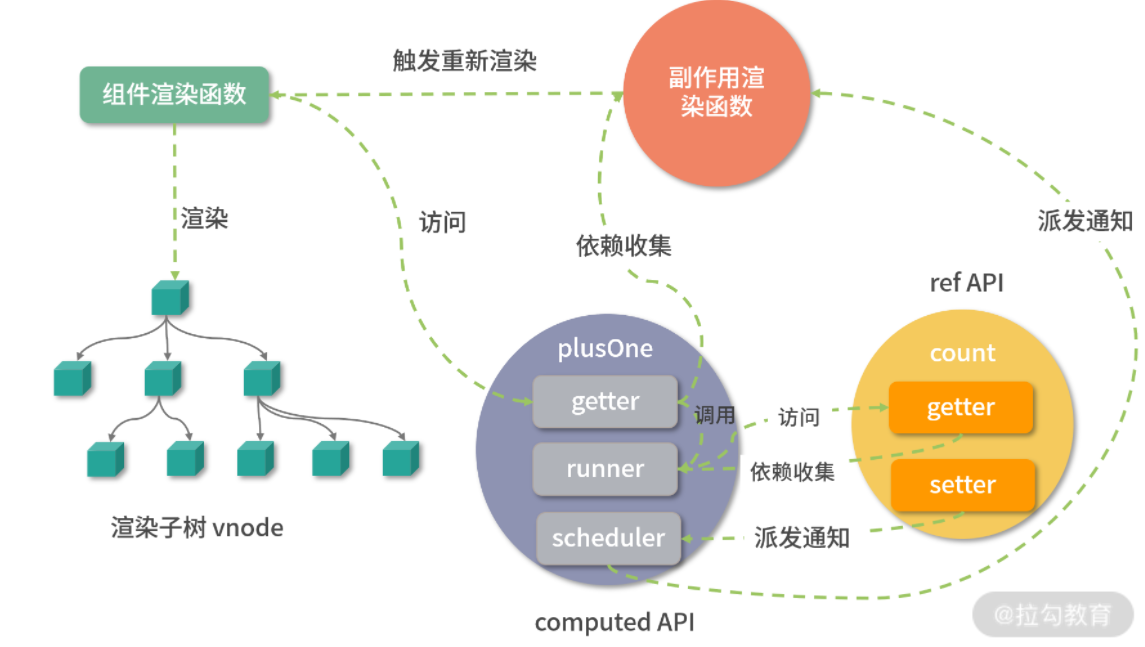 触发重新渲染
副作用渲
染函数
组件渲染函数
渲染
访问
依赖收集
派发通知
ref API
plusOne
count
getter
调用
访问
getter
runner
依赖收集
setter
scheduler
派发通知
渲染子树 vnode
computed API
@拉勾教育